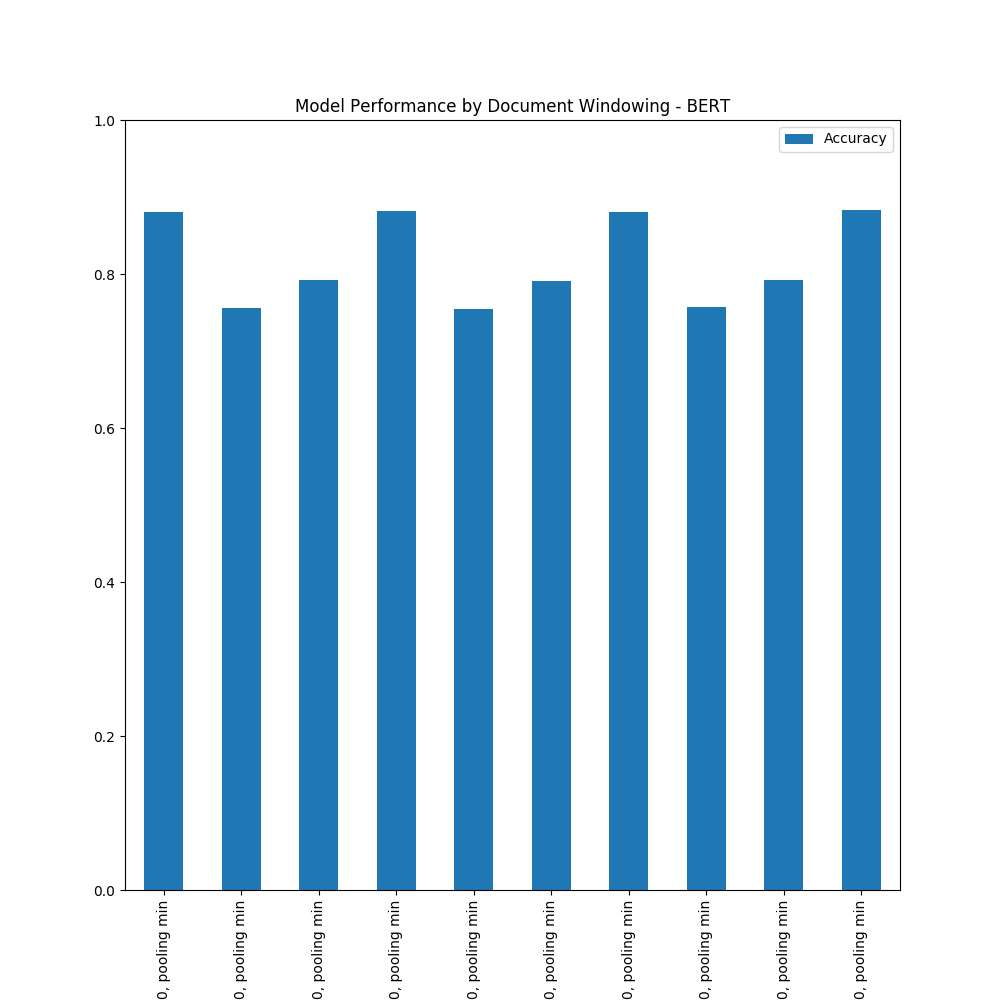 Model Performance by Document Windowing - BERT
Accuracy
1.0
0.8
0.6
0.4
0.2
0.0
0, pooling min
0, pooling min
0, pooling min
0, pooling min
0, pooling min
0, pooling min
0, pooling min
0, pooling min
0, pooling min
0, pooling min